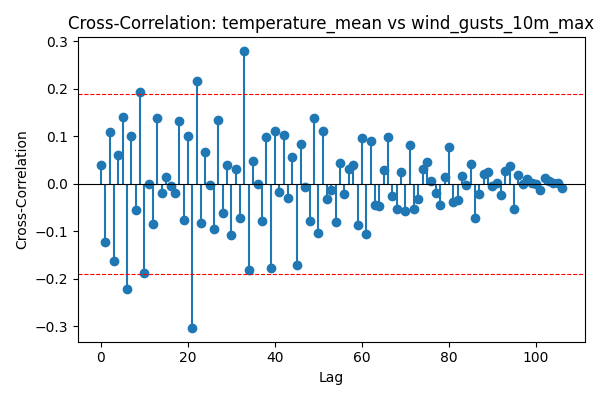 Cross-Correlation: temperature_mean vs wind_gusts_10m_max
0.3
0.2
0.1
0.0
−0.1
−0.2
−0.3
Cross-Correlation
0 20 40 60 80 100
Lag